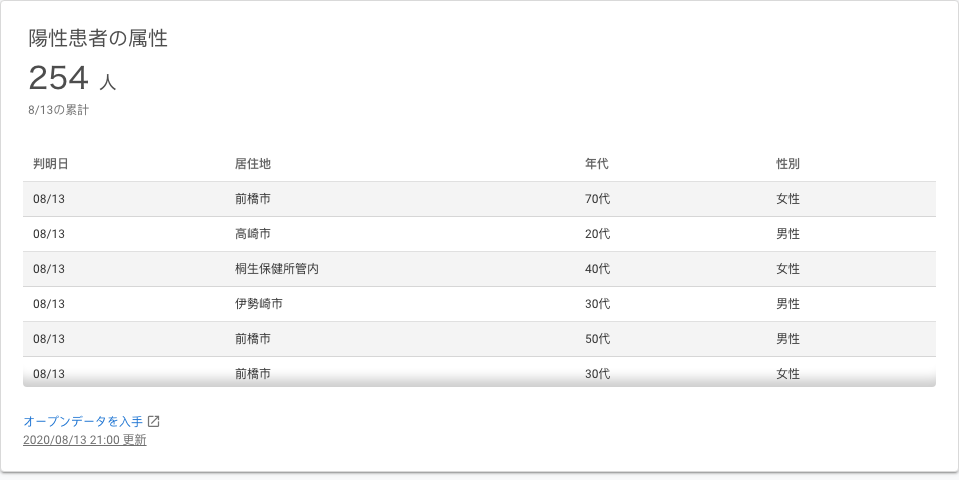 陽性患者の属性
254 人
8/13の累計
判明日 居住地 年代 性別
08/13 前橋市 70代 女性
08/13 高崎市 20代 男性
08/13 桐生保健所管内 40代 女性
08/13 伊勢崎市 30代 男性
08/13 前橋市 50代 男性
08/13 前橋市 30代 女性
オープンデータを入手
2020/08/13 21:00 更新